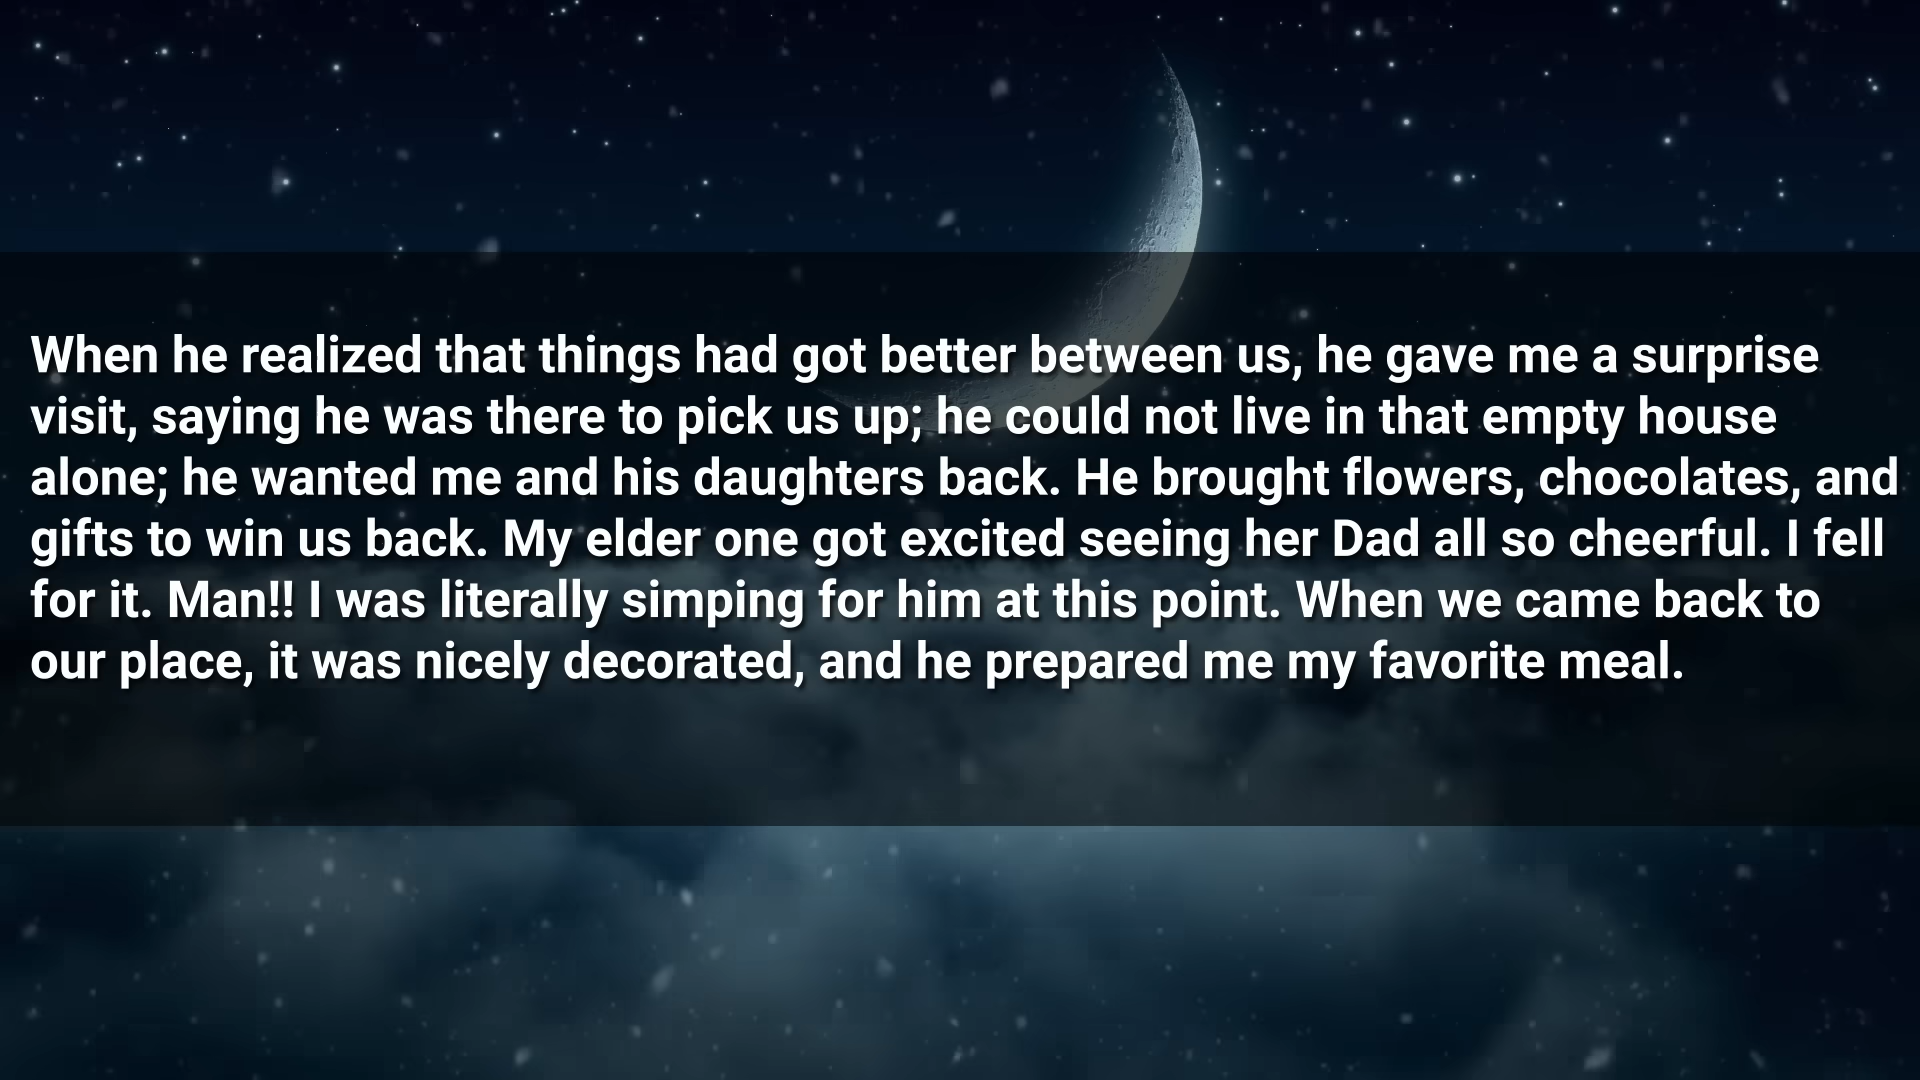 When he realized that things had got better between us, he gave me a surprise
visit, saying he was there to pick us up; he could not live in that empty house
alone; he wanted me and his daughters back. He brought flowers, chocolates, and
gifts to win us back. My elder one got excited seeing her Dad all so cheerful. I fell
for it. Man!! I was literally simping for him at this point. When we came back to
our place, it was nicely decorated, and he prepared me my favorite meal.